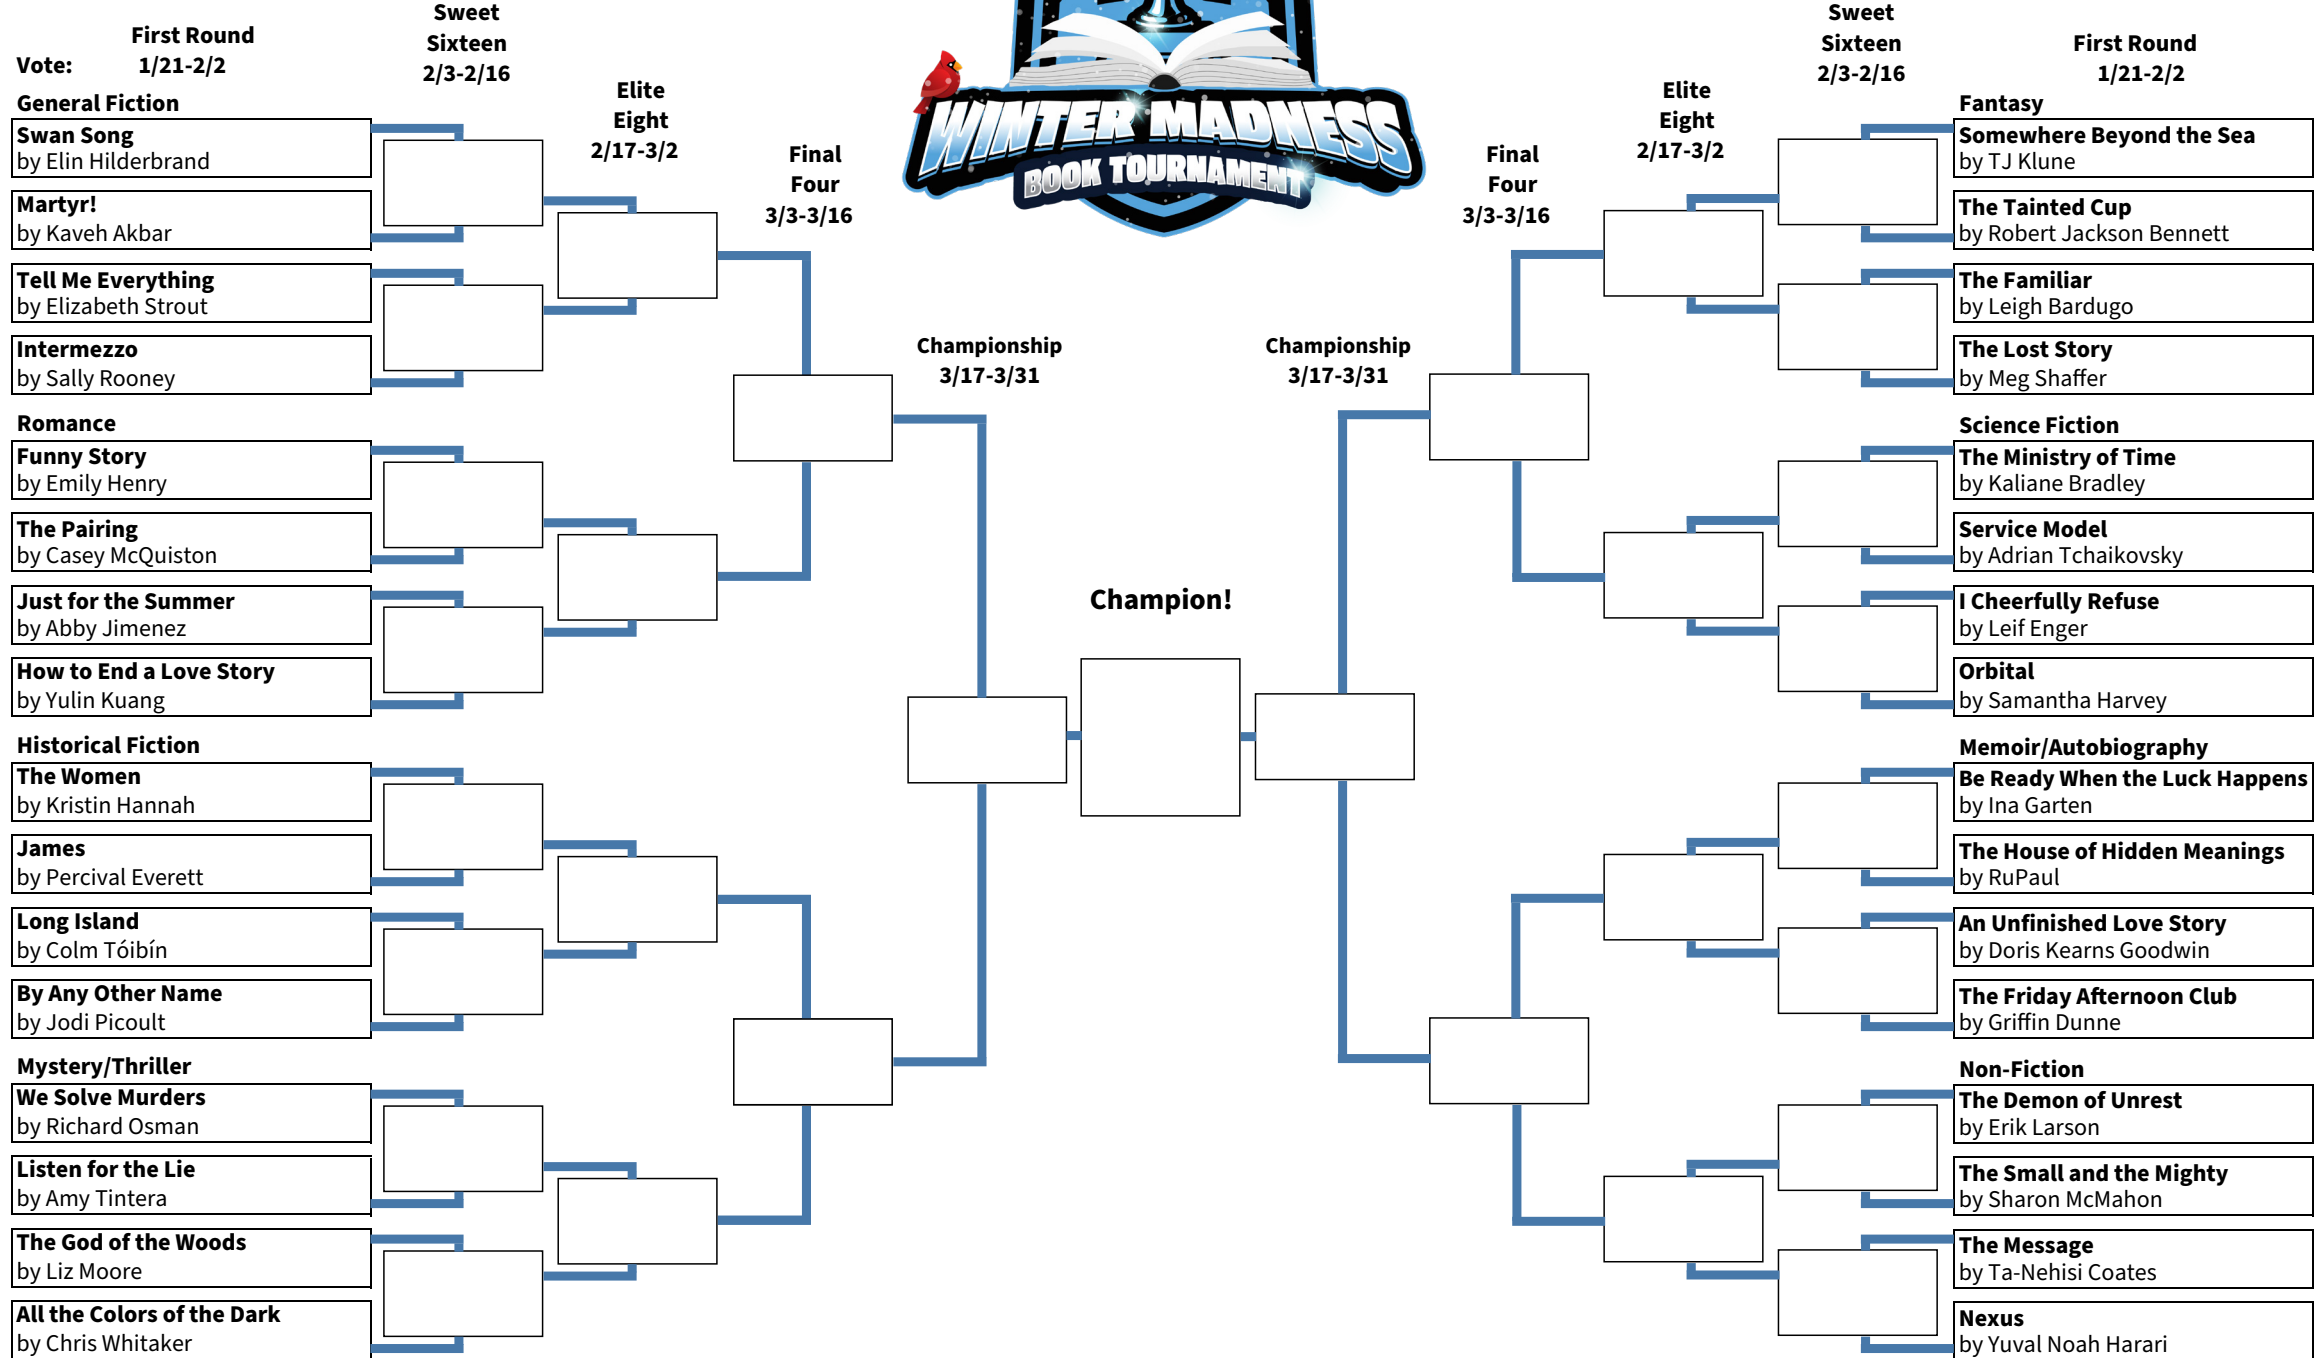 First Round
Vote: 1/21-2/2
Sweet
Sixteen
2/3-2/16
Elite
Eight
2/17-3/2
Final
Four
3/3-3/16
Championship
3/17-3/31
General Fiction
Swan Song
by Elin Hilderbrand
Martyr!
by Kaveh Akbar
Tell Me Everything
by Elizabeth Strout
Intermezzo
by Sally Rooney
Romance
Funny Story
by Emily Henry
The Pairing
by Casey McQuiston
Just for the Summer
by Abby Jimenez
How to End a Love Story
by Yulin Kuang
Historical Fiction
The Women
by Kristin Hannah
James
by Percival Everett
Long Island
by Colm Tóibín
By Any Other Name
by Jodi Picoult
Mystery/Thriller
We Solve Murders
by Richard Osman
Listen for the Lie
by Amy Tintera
The God of the Woods
by Liz Moore
All the Colors of the Dark
by Chris Whitaker
WINTER MADNESS
BOOK TOURNAMENT
Champion!
Championship
3/17-3/31
Final
Four
3/3-3/16
Elite
Eight
2/17-3/2
Sweet
Sixteen
2/3-2/16
First Round
1/21-2/2
Fantasy
Somewhere Beyond the Sea
by TJ Klune
The Tainted Cup
by Robert Jackson Bennett
The Familiar
by Leigh Bardugo
The Lost Story
by Meg Shaffer
Science Fiction
The Ministry of Time
by Kaliane Bradley
Service Model
by Adrian Tchaikovsky
I Cheerfully Refuse
by Leif Enger
Orbital
by Samantha Harvey
Memoir/Autobiography
Be Ready When the Luck Happens
by Ina Garten
The House of Hidden Meanings
by RuPaul
An Unfinished Love Story
by Doris Kearns Goodwin
The Friday Afternoon Club
by Griffin Dunne
Non-Fiction
The Demon of Unrest
by Erik Larson
The Small and the Mighty
by Sharon McMahon
The Message
by Ta-Nehisi Coates
Nexus
by Yuval Noah Harari